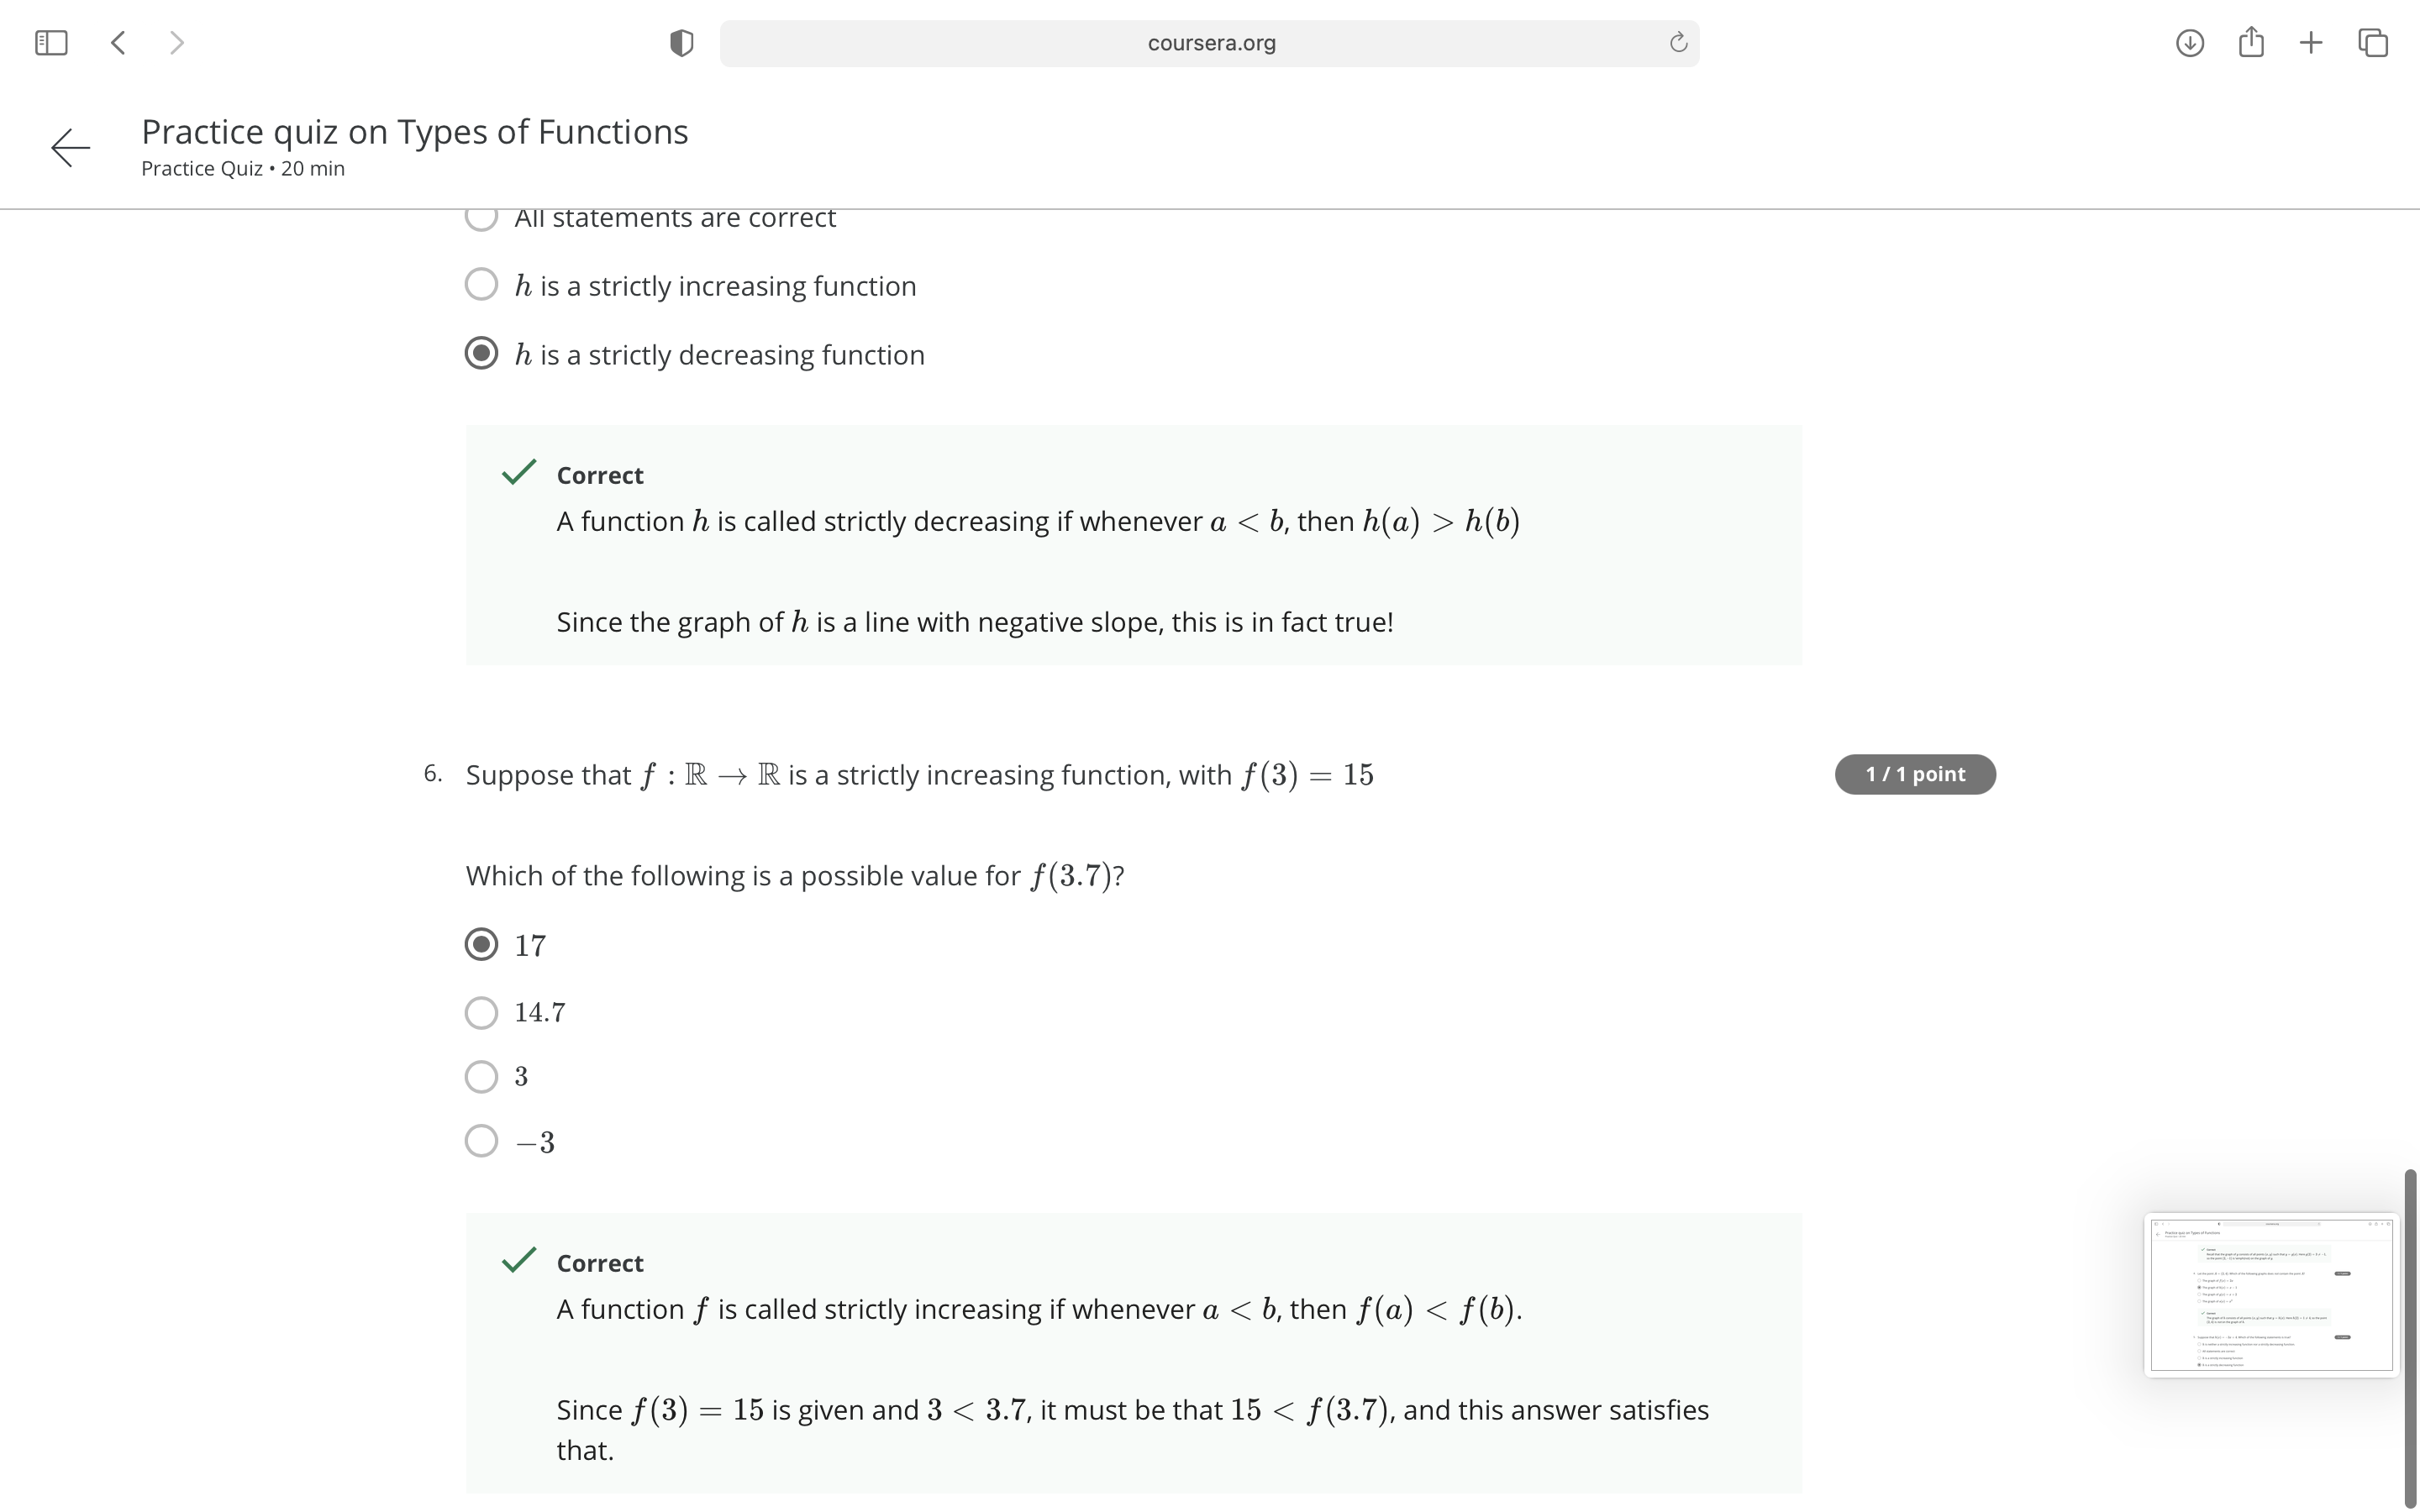 coursera.org
Practice quiz on Types of Functions
Practice Quiz • 20 min
All statements are correct
h is a strictly increasing function
h is a strictly decreasing function
Correct
A function h is called strictly decreasing if whenever a < b, then h(a) > h(b)
Since the graph of h is a line with negative slope, this is in fact true!
6. Suppose that f : ℝ → ℝ is a strictly increasing function, with f(3) = 15
1 / 1 point
Which of the following is a possible value for f(3.7)?
17
14.7
3
−3
Correct
A function f is called strictly increasing if whenever a < b, then f(a) < f(b).
Since f(3) = 15 is given and 3 < 3.7, it must be that 15 < f(3.7), and this answer satisfies
that.